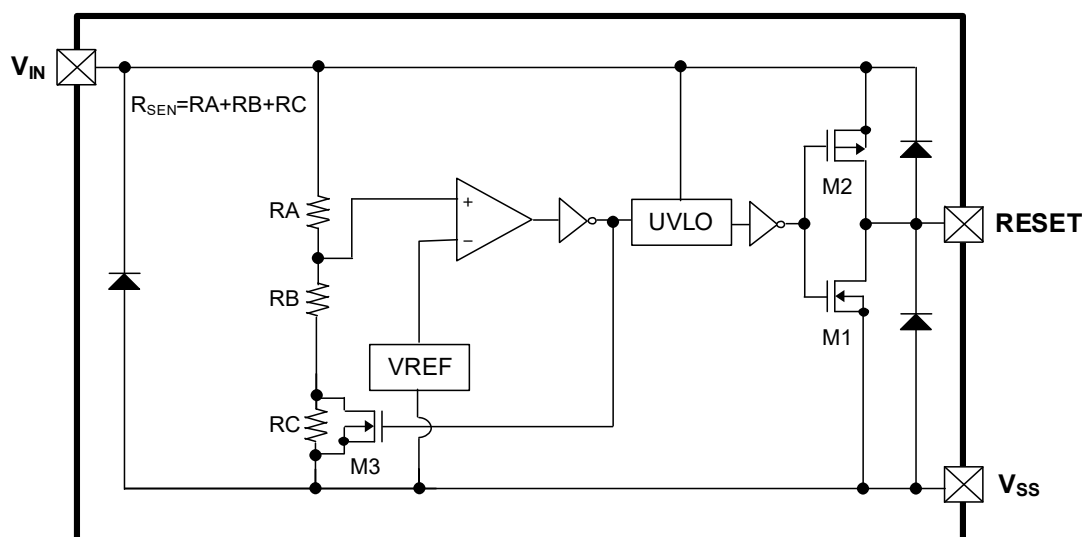 VIN
RSEN=RA+RB+RC
M2
RA
+
UVLO
RESET
−
RB
M1
VREF
RC
M3
VSS